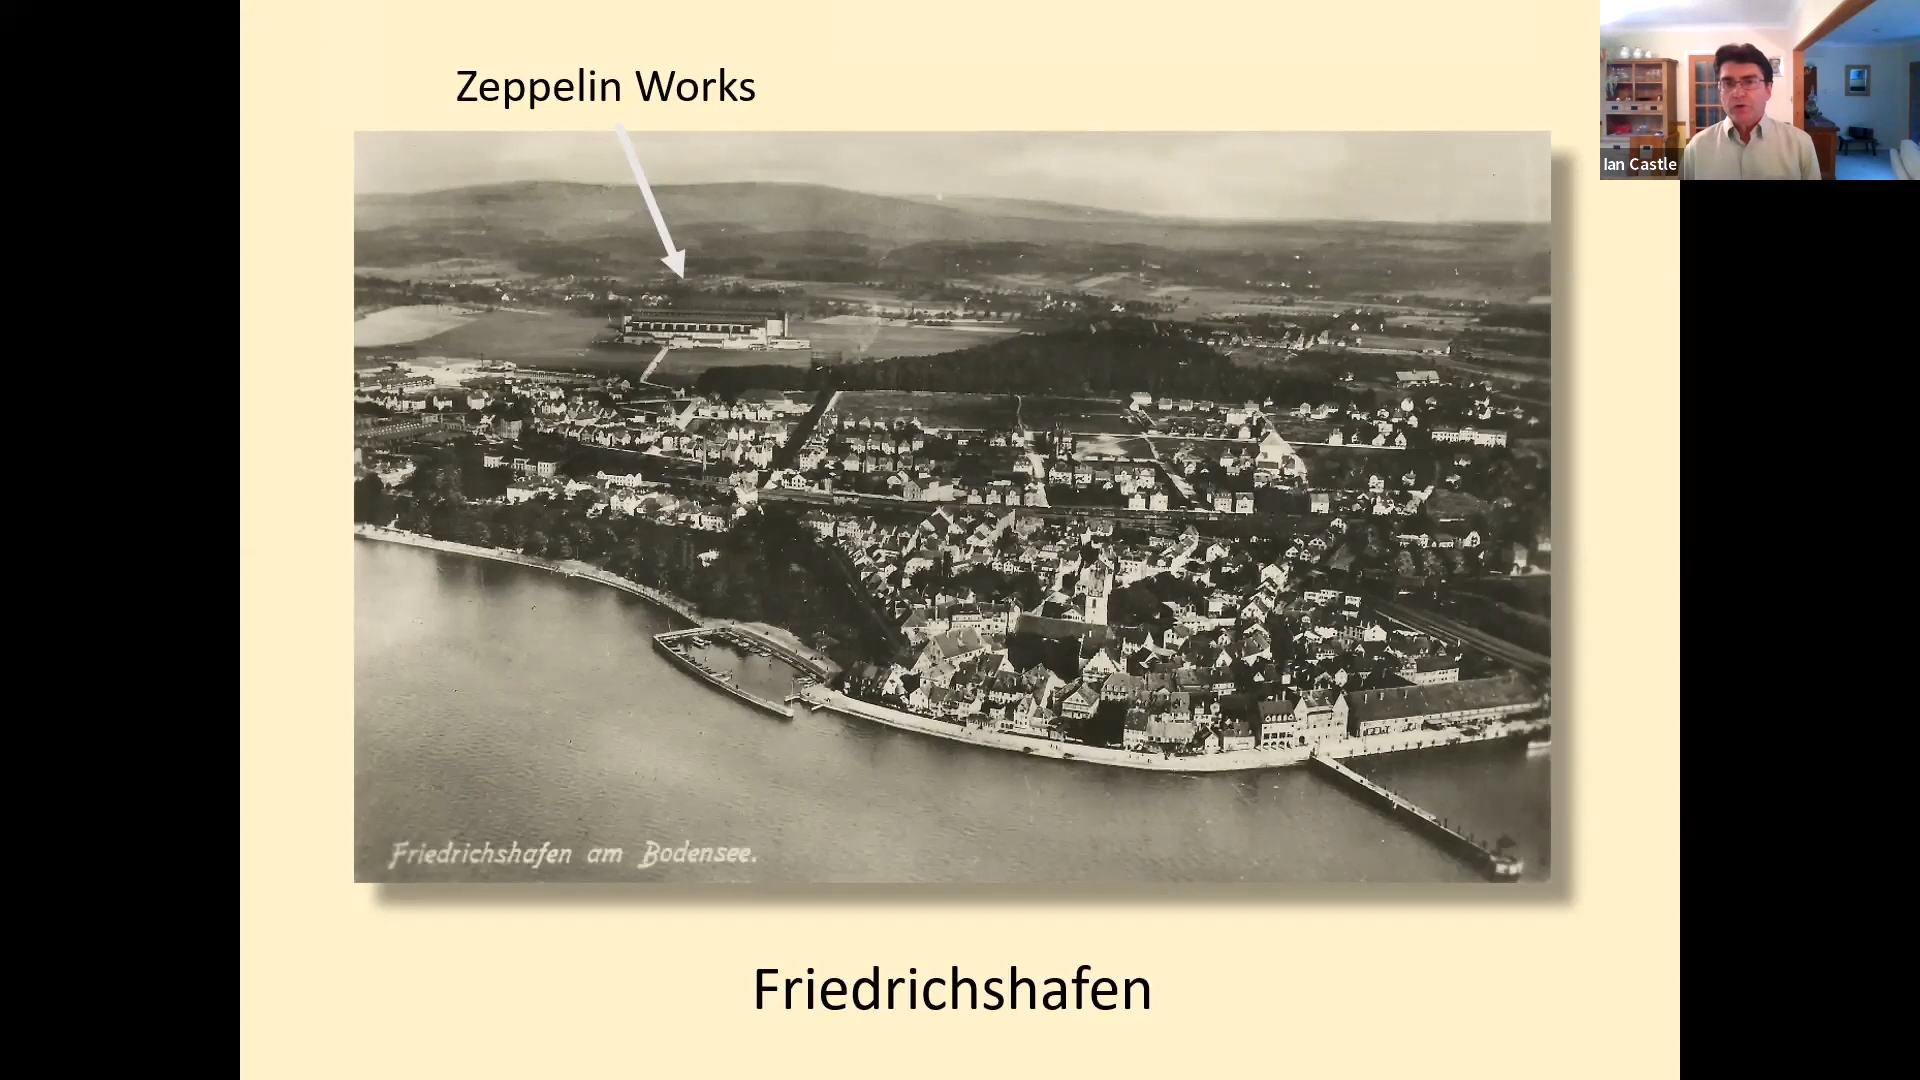 Zeppelin Works
Ian Castle
Friedrichshafen am Bodensee.
Friedrichshafen